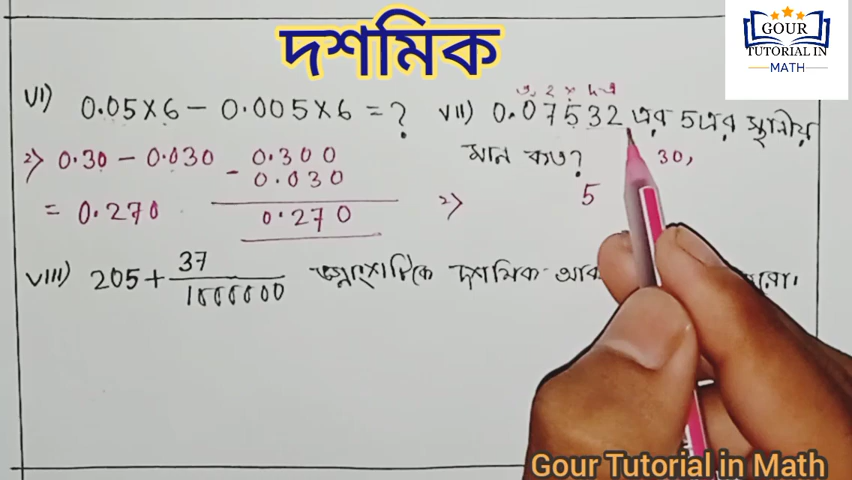 দশমিক
GOUR
TUTORIAL IN
MATH
VI) 0.05×6 – 0.005×6 = ?
⇒ 0.30 – 0.030
= 0.270
0.300
- 0.030
0.270
VII) 0.07532 এর 5এর স্থানীয়
মান কত?
30,
⇒ 5
VIII) 205 + 37/1000000 ভগ্নাংশটিকে দশমিক
Gour Tutorial in Math